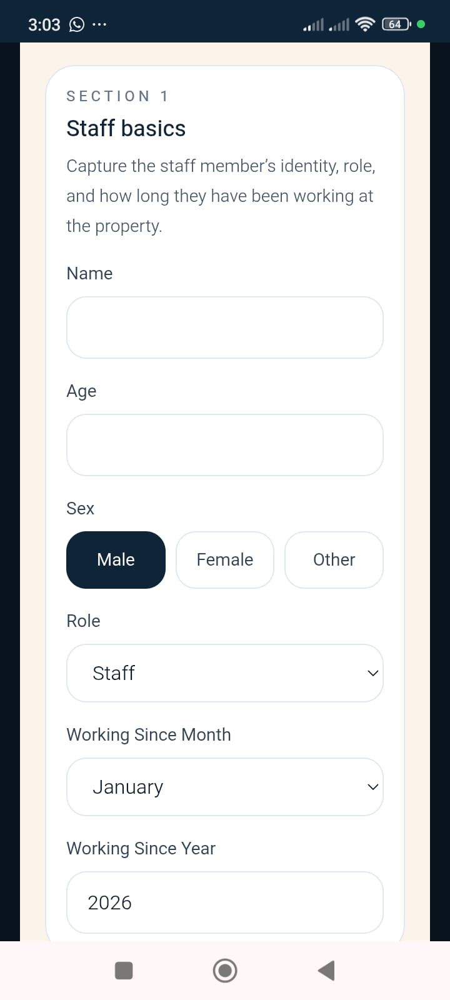 3:03
64
SECTION 1
Staff basics
Capture the staff member’s identity, role,
and how long they have been working at
the property.
Name
Age
Sex
Male Female Other
Role
Staff
Working Since Month
January
Working Since Year
2026